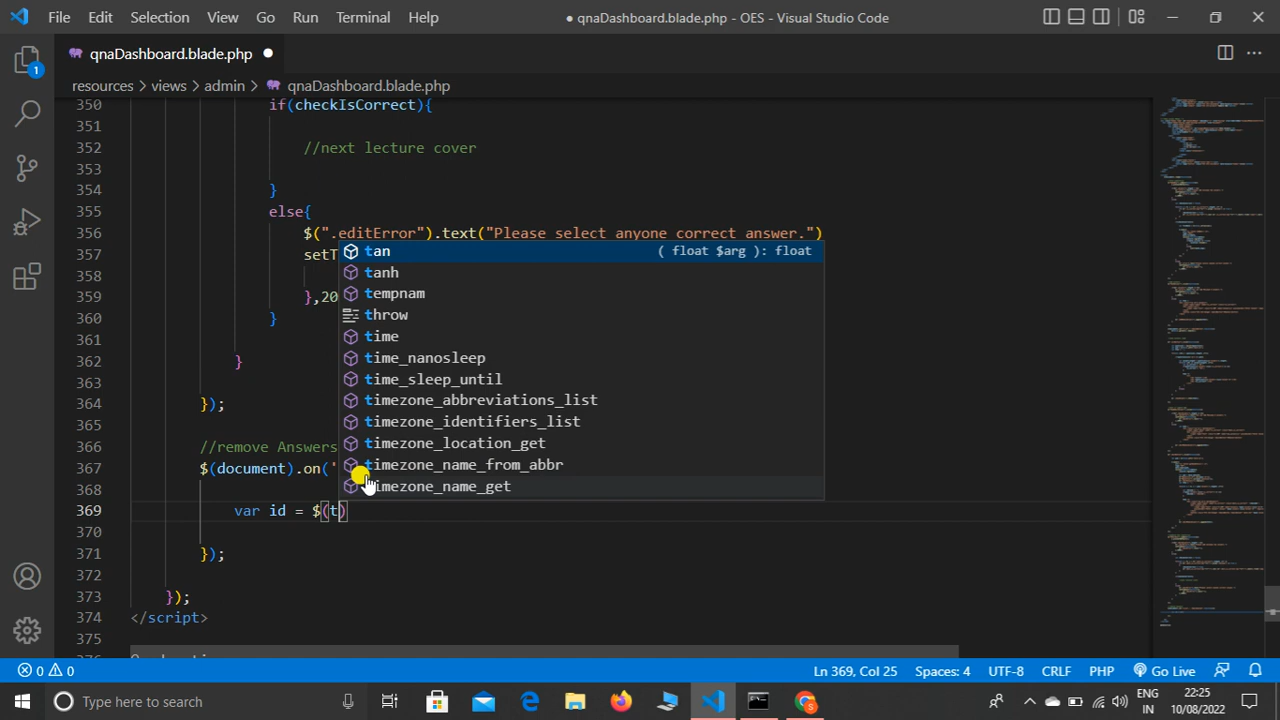 File Edit Selection View Go Run Terminal Help
● qnaDashboard.blade.php - OES - Visual Studio Code
1
qnaDashboard.blade.php ●
resources > views > admin > qnaDashboard.blade.php
350 if(checkIsCorrect){
351
352 //next lecture cover
353
354 }
355 else{
356 $(".editError").text("Please select anyone correct answer.")
357 setT
358
359 },20
360 }
361
362 }
363
364 });
365
366 //remove Answers
367 $(document).on('
368
369 var id = $(t)
370
371 });
372
373 });
374 </script>
375
tan ( float $arg ): float
tanh
tempnam
throw
time
time_nanosleep
time_sleep_until
timezone_abbreviations_list
timezone_identifiers_list
timezone_location_get
timezone_name_from_abbr
timezone_name_get
0 0 Ln 369, Col 25 Spaces: 4 UTF-8 CRLF PHP Go Live
Type here to search
ENG
IN
22:25
10/08/2022